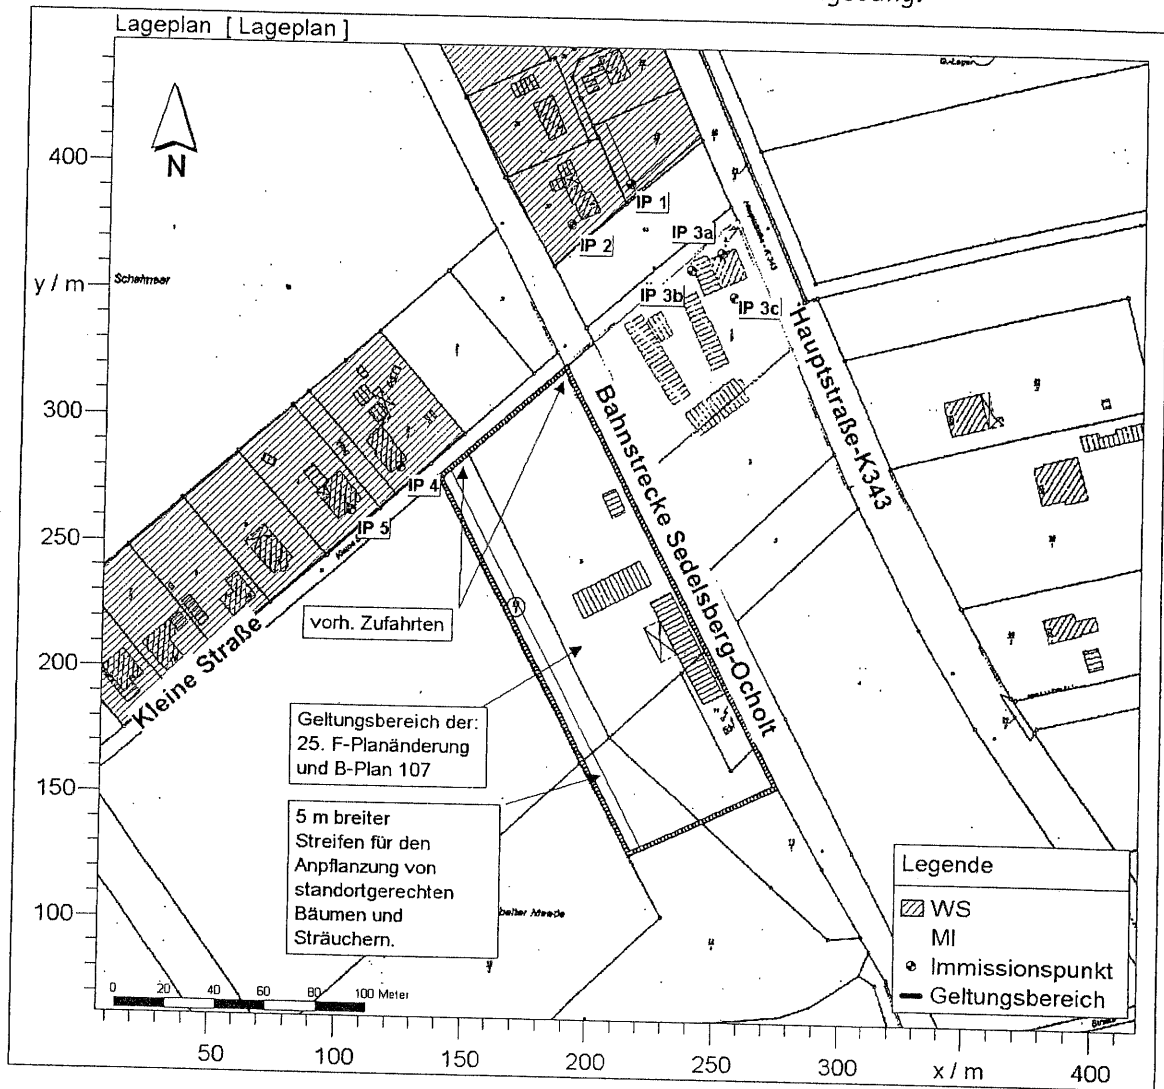 Lageplan [ Lageplan ]
N
400
y / m
300
250
200
150
100
Schafmeer
IP 1
IP 2
IP 3a
IP 3b
IP 3c
IP 4
IP 5
Hauptstraße-K343
Bahnstrecke Sedelsberg-Ocholt
Hauptstraße-K343
Kleine Straße
vorh. Zufahrten
Geltungsbereich der:
25. F-Planänderung
und B-Plan 107
5 m breiter
Streifen für den
Anpflanzung von
standortgerechten
Bäumen und
Sträuchern.
Legende
WS
MI
Immissionspunkt
Geltungsbereich
0 20 40 60 80 100 Meter
50 100 150 200 250 300 x / m 400